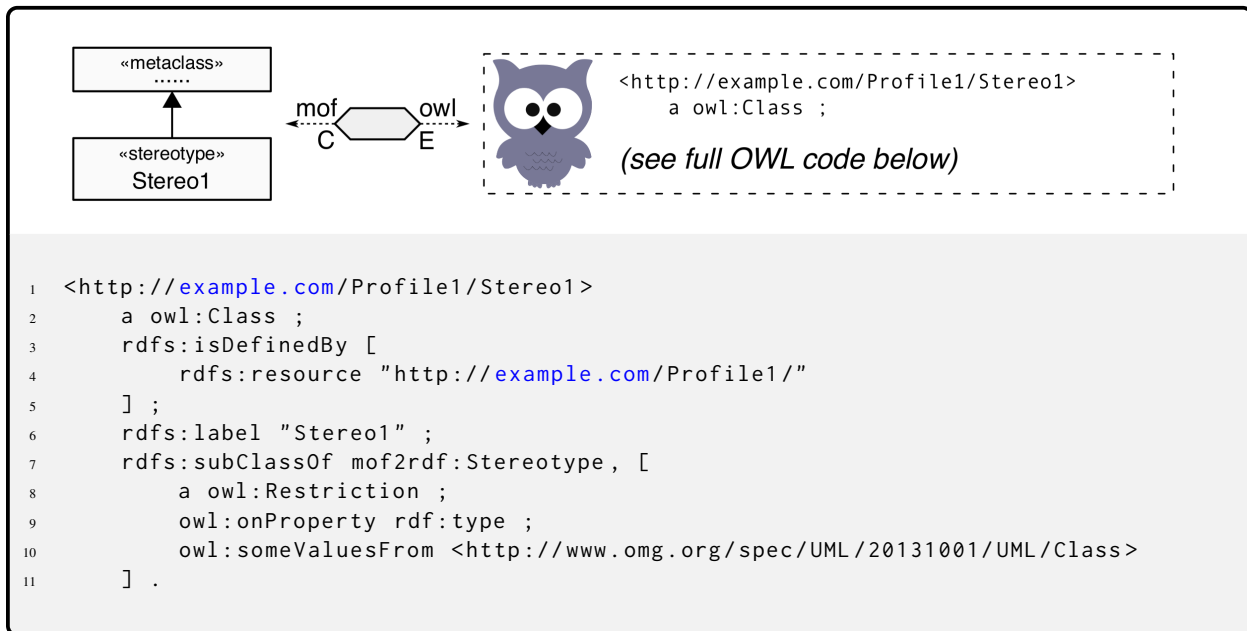 «metaclass»
......
«stereotype»
Stereo1
mof owl
C E
<http://example.com/Profile1/Stereo1>
    a owl:Class ;
(see full OWL code below)
1 <http://example.com/Profile1/Stereo1>
2     a owl:Class ;
3     rdfs:isDefinedBy [
4         rdfs:resource "http://example.com/Profile1/"
5     ] ;
6     rdfs:label "Stereo1" ;
7     rdfs:subClassOf mof2rdf:Stereotype, [
8         a owl:Restriction ;
9         owl:onProperty rdf:type ;
10         owl:someValuesFrom <http://www.omg.org/spec/UML/20131001/UML/Class>
11     ] .